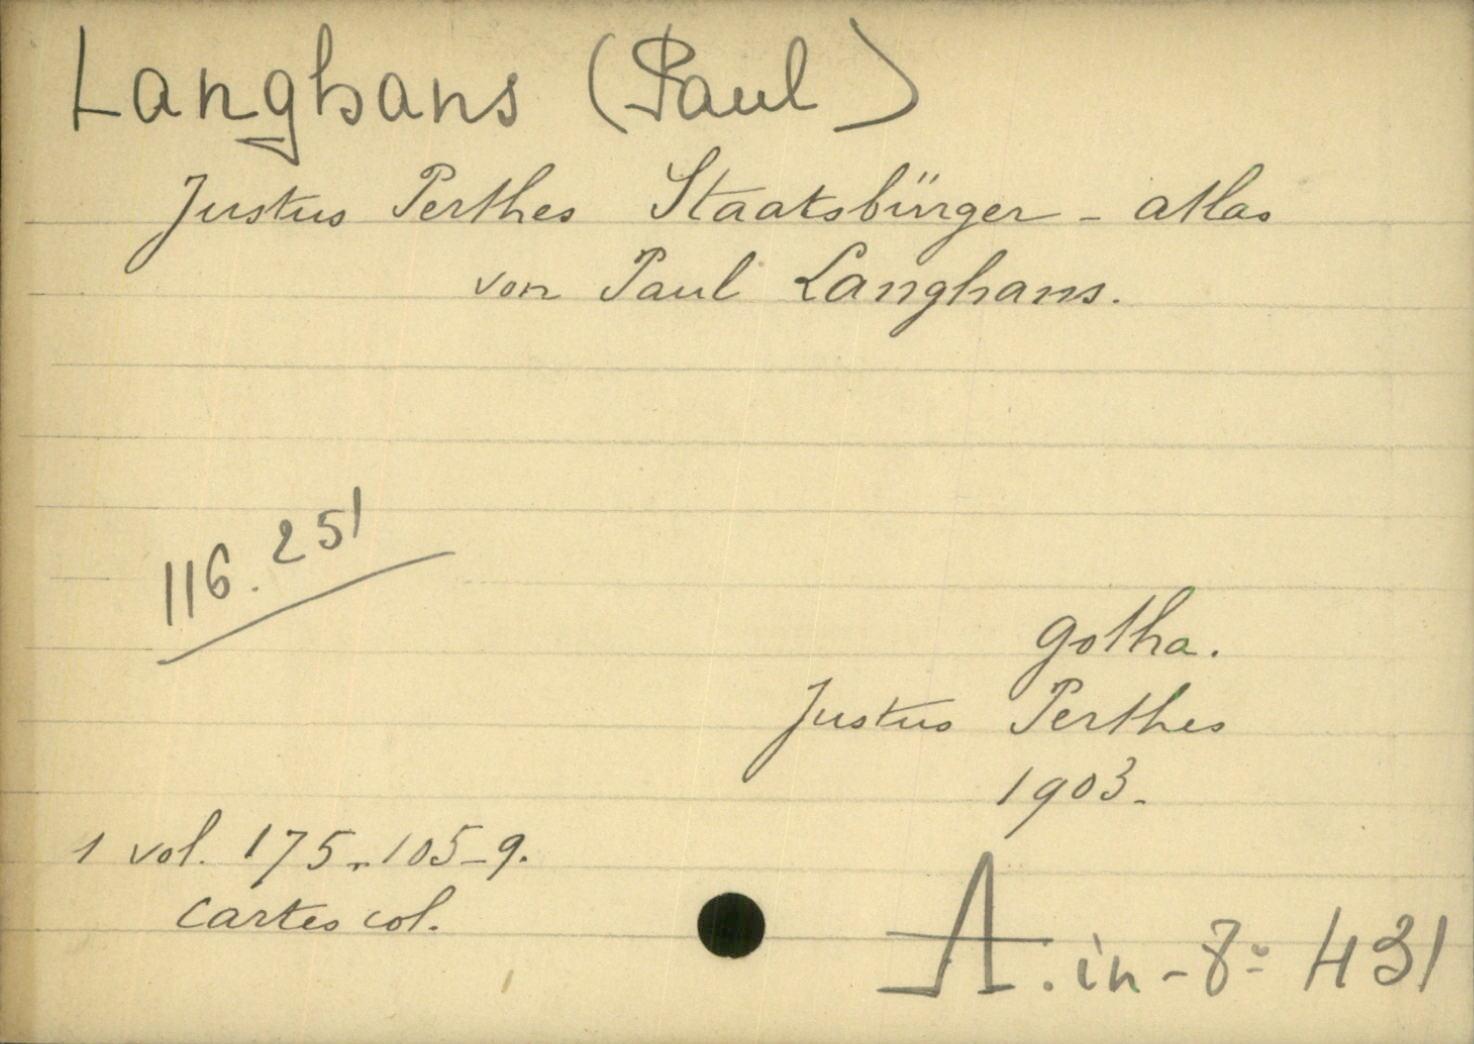 Langhans (Paul)
Justus Perthes Staatsbürger - atlas
von Paul Langhans.
116.251
gotha.
Justus Perthes
1903.
1 vol. 175-105-9.
cartes col.
A. in-8º 431